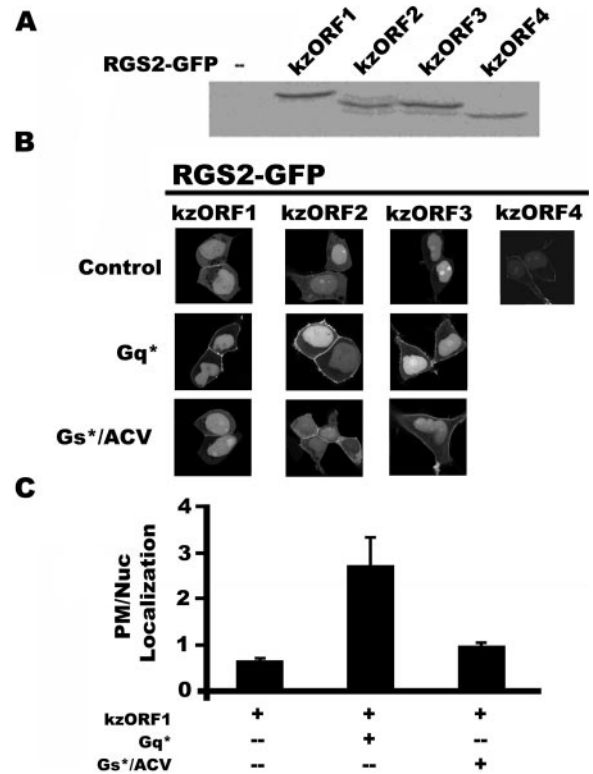 A
RGS2-GFP -- kzORF1 kzORF2 kzORF3 kzORF4
B
RGS2-GFP
kzORF1 kzORF2 kzORF3 kzORF4
Control
Gq*
Gs*/ACV
C
PM/Nuc
Localization
4
3
2
1
0
kzORF1 + + +
Gq* -- + --
Gs*/ACV -- -- +